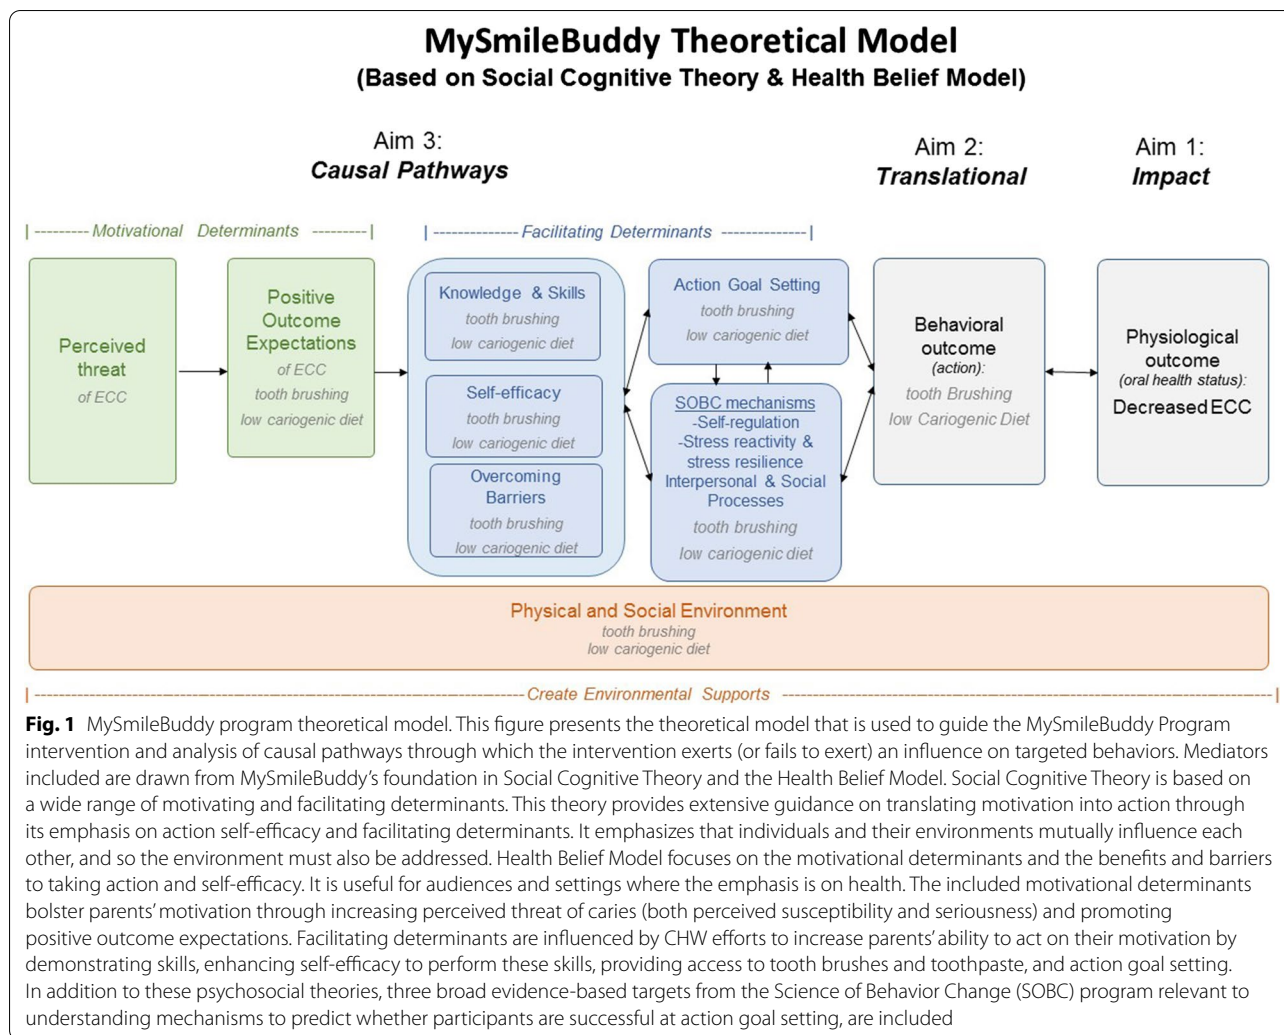 MySmileBuddy Theoretical Model
(Based on Social Cognitive Theory & Health Belief Model)
Aim 3:
Causal Pathways
Aim 2:
Translational
Aim 1:
Impact
| --------- Motivational Determinants --------- |
| ------------- Facilitating Determinants ------------- |
Perceived
threat
of ECC
Positive
Outcome
Expectations
of ECC
tooth brushing
low cariogenic diet
Knowledge & Skills
tooth brushing
low cariogenic diet
Self-efficacy
tooth brushing
low cariogenic diet
Overcoming
Barriers
tooth brushing
low cariogenic diet
Action Goal Setting
tooth brushing
low cariogenic diet
SOBC mechanisms
-Self-regulation
-Stress reactivity &
stress resilience
Interpersonal & Social
Processes
tooth brushing
low cariogenic diet
Behavioral
outcome
(action):
tooth Brushing
low Cariogenic Diet
Physiological
outcome
(oral health status):
Decreased ECC
Physical and Social Environment
tooth brushing
low cariogenic diet
| ------------------------------------------------------------ Create Environmental Supports ------------------------------------------------------------ |
Fig. 1 MySmileBuddy program theoretical model. This figure presents the theoretical model that is used to guide the MySmileBuddy Program
intervention and analysis of causal pathways through which the intervention exerts (or fails to exert) an influence on targeted behaviors. Mediators
included are drawn from MySmileBuddy's foundation in Social Cognitive Theory and the Health Belief Model. Social Cognitive Theory is based on
a wide range of motivating and facilitating determinants. This theory provides extensive guidance on translating motivation into action through
its emphasis on action self-efficacy and facilitating determinants. It emphasizes that individuals and their environments mutually influence each
other, and so the environment must also be addressed. Health Belief Model focuses on the motivational determinants and the benefits and barriers
to taking action and self-efficacy. It is useful for audiences and settings where the emphasis is on health. The included motivational determinants
bolster parents' motivation through increasing perceived threat of caries (both perceived susceptibility and seriousness) and promoting
positive outcome expectations. Facilitating determinants are influenced by CHW efforts to increase parents' ability to act on their motivation by
demonstrating skills, enhancing self-efficacy to perform these skills, providing access to tooth brushes and toothpaste, and action goal setting.
In addition to these psychosocial theories, three broad evidence-based targets from the Science of Behavior Change (SOBC) program relevant to
understanding mechanisms to predict whether participants are successful at action goal setting, are included